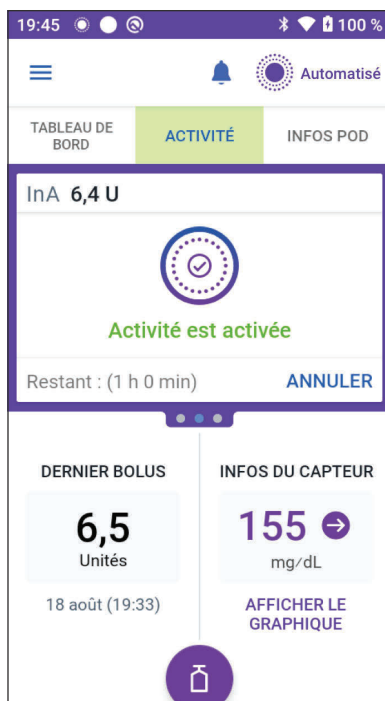 19:45 100 %
Automatisé
TABLEAU DE
BORD
ACTIVITÉ
INFOS POD
InA 6,4 U
Activité est activée
Restant : (1 h 0 min) ANNULER
DERNIER BOLUS
6,5
Unités
18 août (19:33)
INFOS DU CAPTEUR
155
mg/dL
AFFICHER LE
GRAPHIQUE